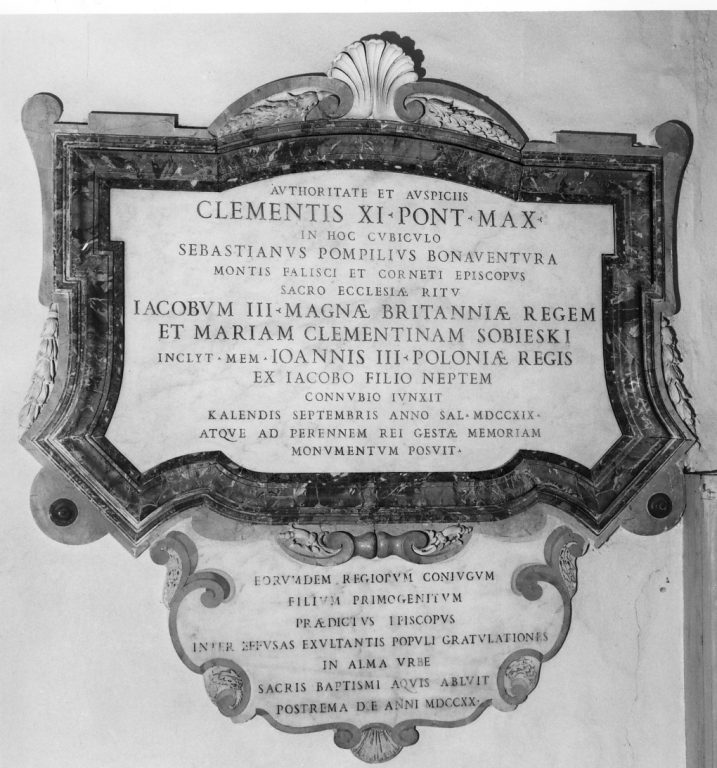 AVTHORITATE ET AVSPICIIS
CLEMENTIS XI · PONT · MAX ·
IN HOC CVBICVLO
SEBASTIANVS POMPILIVS BONAVENTVRA
MONTIS FALISCI ET CORNETI EPISCOPVS
SACRO ECCLESIÆ RITV
IACOBVM III · MAGNÆ BRITANNIÆ REGEM
ET MARIAM CLEMENTINAM SOBIESKI
INCLYT · MEM · IOANNIS III · POLONIÆ REGIS
EX IACOBO FILIO NEPTEM
CONNVBIO IVNXIT
KALENDIS SEPTEMBRIS ANNO SAL · MDCCXIX ·
ATQVE AD PERENNEM REI GESTÆ MEMORIAM
MONVMENTVM POSVIT ·
EORVMDEM REGIORVM CONIVGVM
FILIVM PRIMOGENITVM
PRÆDICTVS EPISCOPVS
INTER EFFVSAS EXVLTANTIS POPVLI GRATVLATIONES
IN ALMA VRBE
SACRIS BAPTISMI AQVIS ABLVIT
POSTREMA DIE ANNI MDCCXX ·